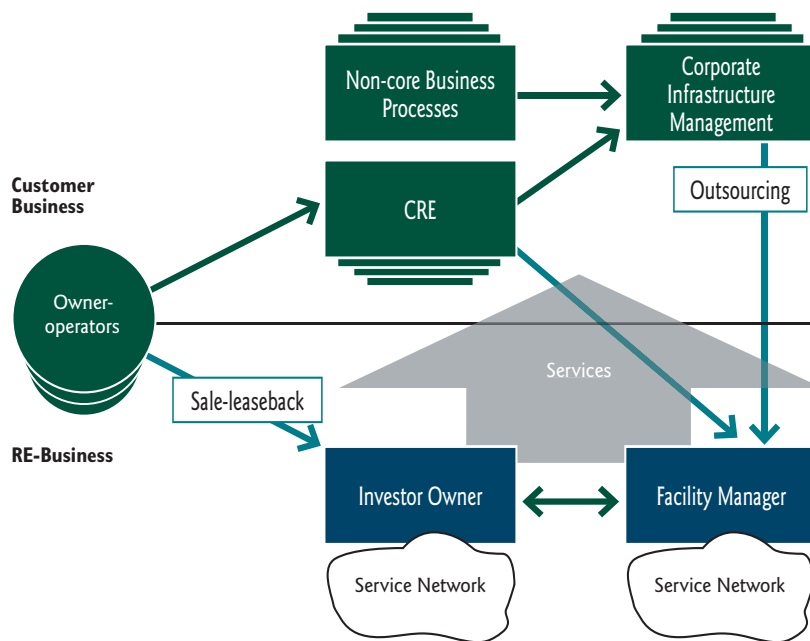 Non-core Business
Processes
Corporate
Infrastructure
Management
Customer
Business
CRE
Outsourcing
Owner-
operators
Services
Sale-leaseback
RE-Business
Investor Owner
Facility Manager
Service Network
Service Network